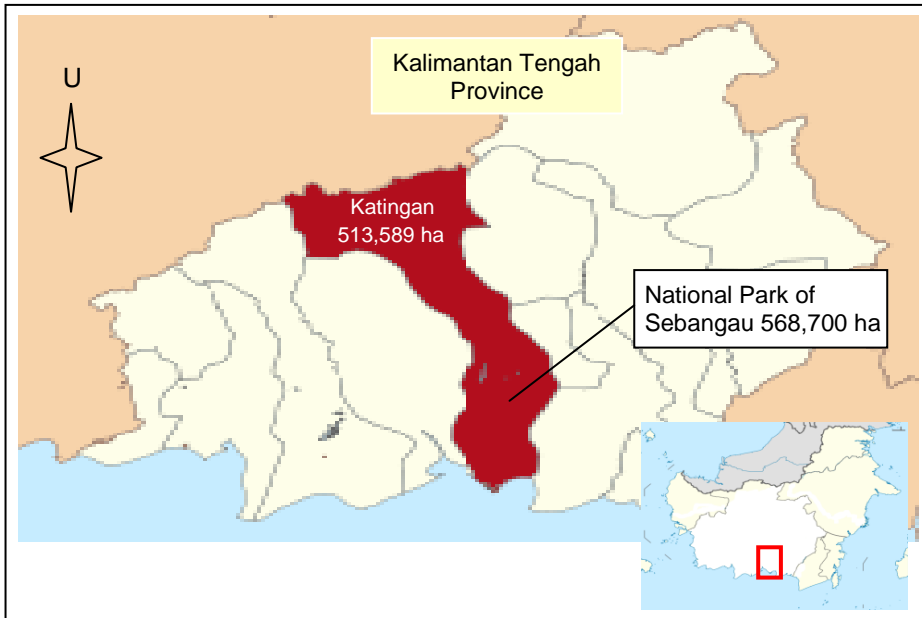 Kalimantan Tengah
Province
U
Katingan
513,589 ha
National Park of
Sebangau 568,700 ha